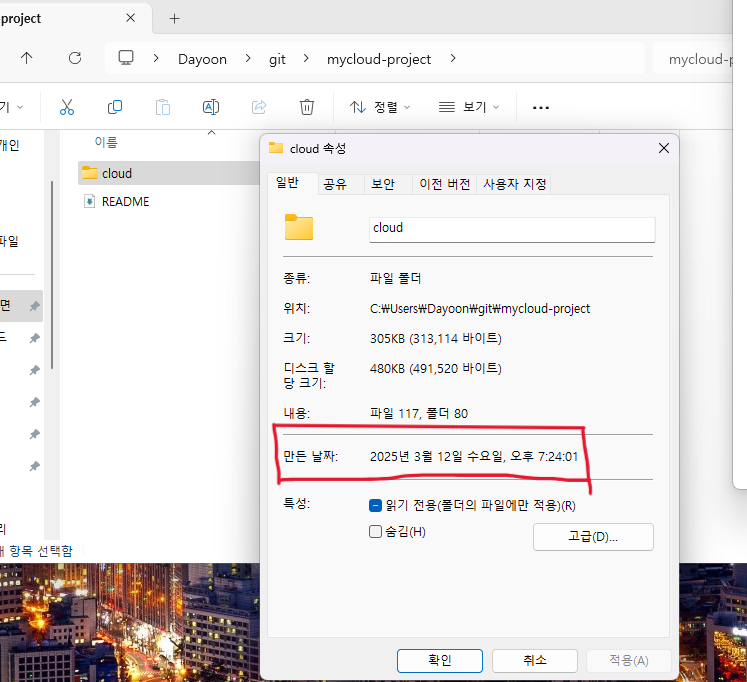 -project
Dayoon
git
mycloud-project
mycloud-p
기
정렬
보기
이름
개인
cloud
README
파일
면
드
리
개 항목 선택함
cloud 속성
일반
공유
보안
이전 버전
사용자 지정
cloud
종류: 파일 폴더
위치: C:₩Users₩Dayoon₩git₩mycloud-project
크기: 305KB (313,114 바이트)
디스크 할
당 크기: 480KB (491,520 바이트)
내용: 파일 117, 폴더 80
만든 날짜: 2025년 3월 12일 수요일, 오후 7:24:01
특성: 읽기 전용(폴더의 파일에만 적용)(R)
숨김(H)
고급(D)...
확인
취소
적용(A)